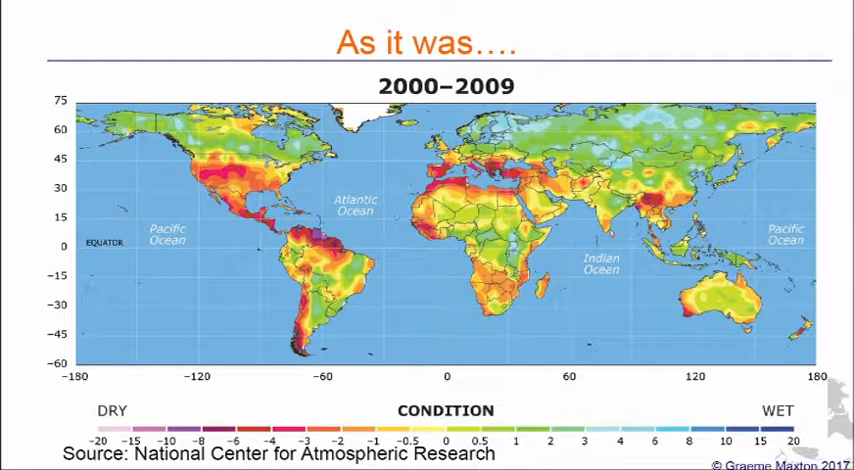 As it was....
2000–2009
75
60
45
30
15
0
−15
−30
−45
−60
EQUATOR
Pacific
Ocean
Atlantic
Ocean
Indian
Ocean
Pacific
Ocean
−180
−120
−60
0
60
120
180
DRY
CONDITION
WET
−20 −15 −10 −8 −6 −4 −3 −2 −1 −0.5 0 0.5 1 2 3 4 6 8 10 15 20
Source: National Center for Atmospheric Research
© Graeme Maxton 2017